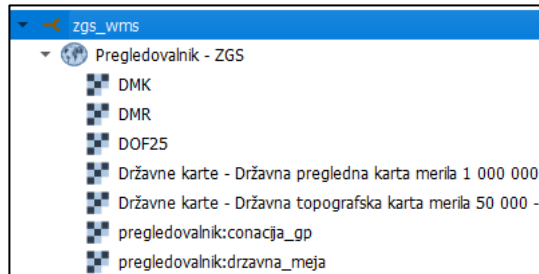 zgs_wms
Pregledovalnik - ZGS
DMK
DMR
DOF25
Državne karte - Državna pregledna karta merila 1 000 000
Državne karte - Državna topografska karta merila 50 000 -
pregledovalnik:conacija_gp
pregledovalnik:drzavna_meja